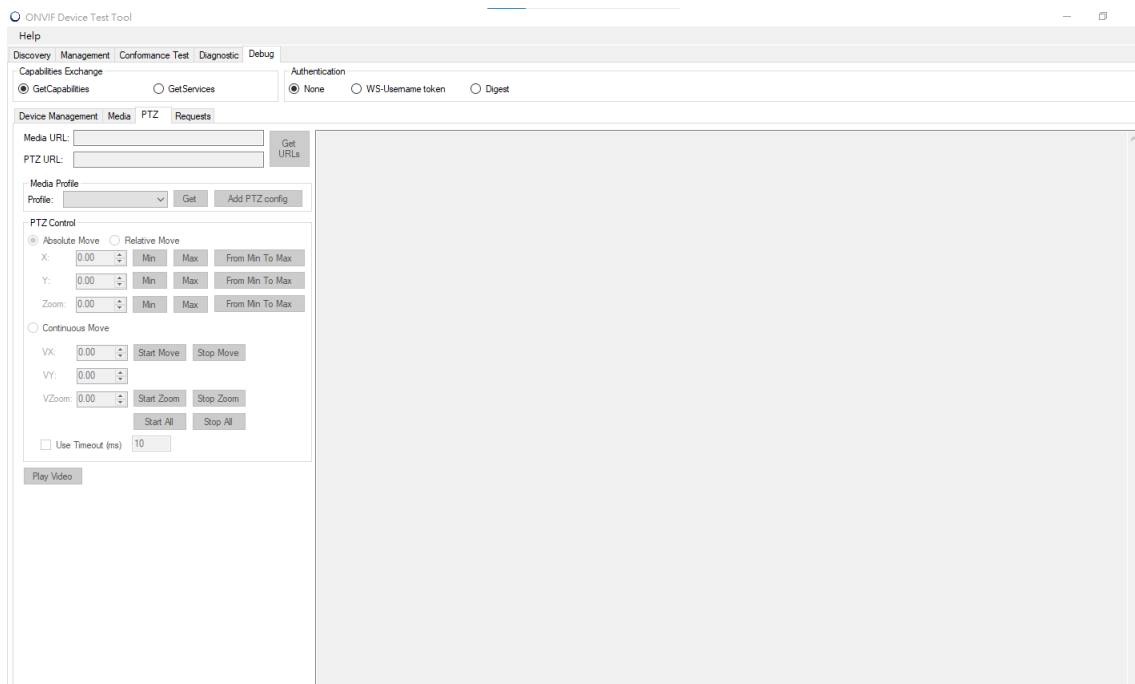 ONVIF Device Test Tool
Help
Discovery Management Conformance Test Diagnostic Debug
Capabilities Exchange
GetCapabilities GetServices
Authentication
None WS-Username token Digest
Device Management Media PTZ Requests
Media URL:
PTZ URL:
Get
URLs
Media Profile
Profile: Get Add PTZ config
PTZ Control
Absolute Move Relative Move
X: 0.00 Min Max From Min To Max
Y: 0.00 Min Max From Min To Max
Zoom: 0.00 Min Max From Min To Max
Continuous Move
VX: 0.00 Start Move Stop Move
VY: 0.00
VZoom: 0.00 Start Zoom Stop Zoom
Start All Stop All
Use Timeout (ms) 10
Play Video